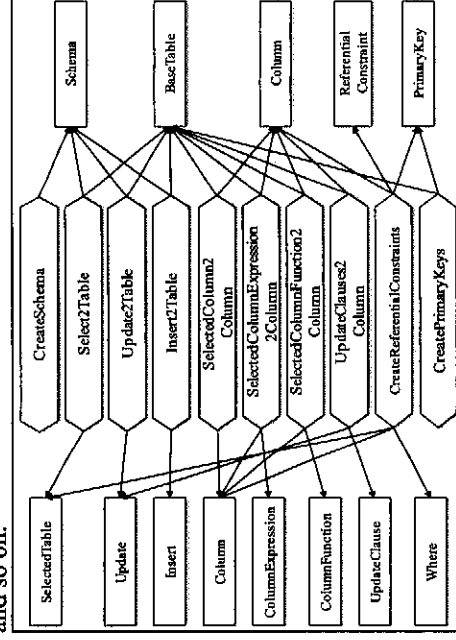 and so on.
SelectedTable
Update
Insert
Column
ColumnExpression
ColumnFunction
UpdateClause
Where
CreateSchema
Select2Table
Update2Table
Insert2Table
SelectedColumn2
Column
SelectedColumnExpression
2Column
SelectedColumnFunction2
Column
UpdateClauses2
Column
CreateReferentialConstraints
CreatePrimaryKeys
Schema
BaseTable
Column
Referential
Constraint
PrimaryKey